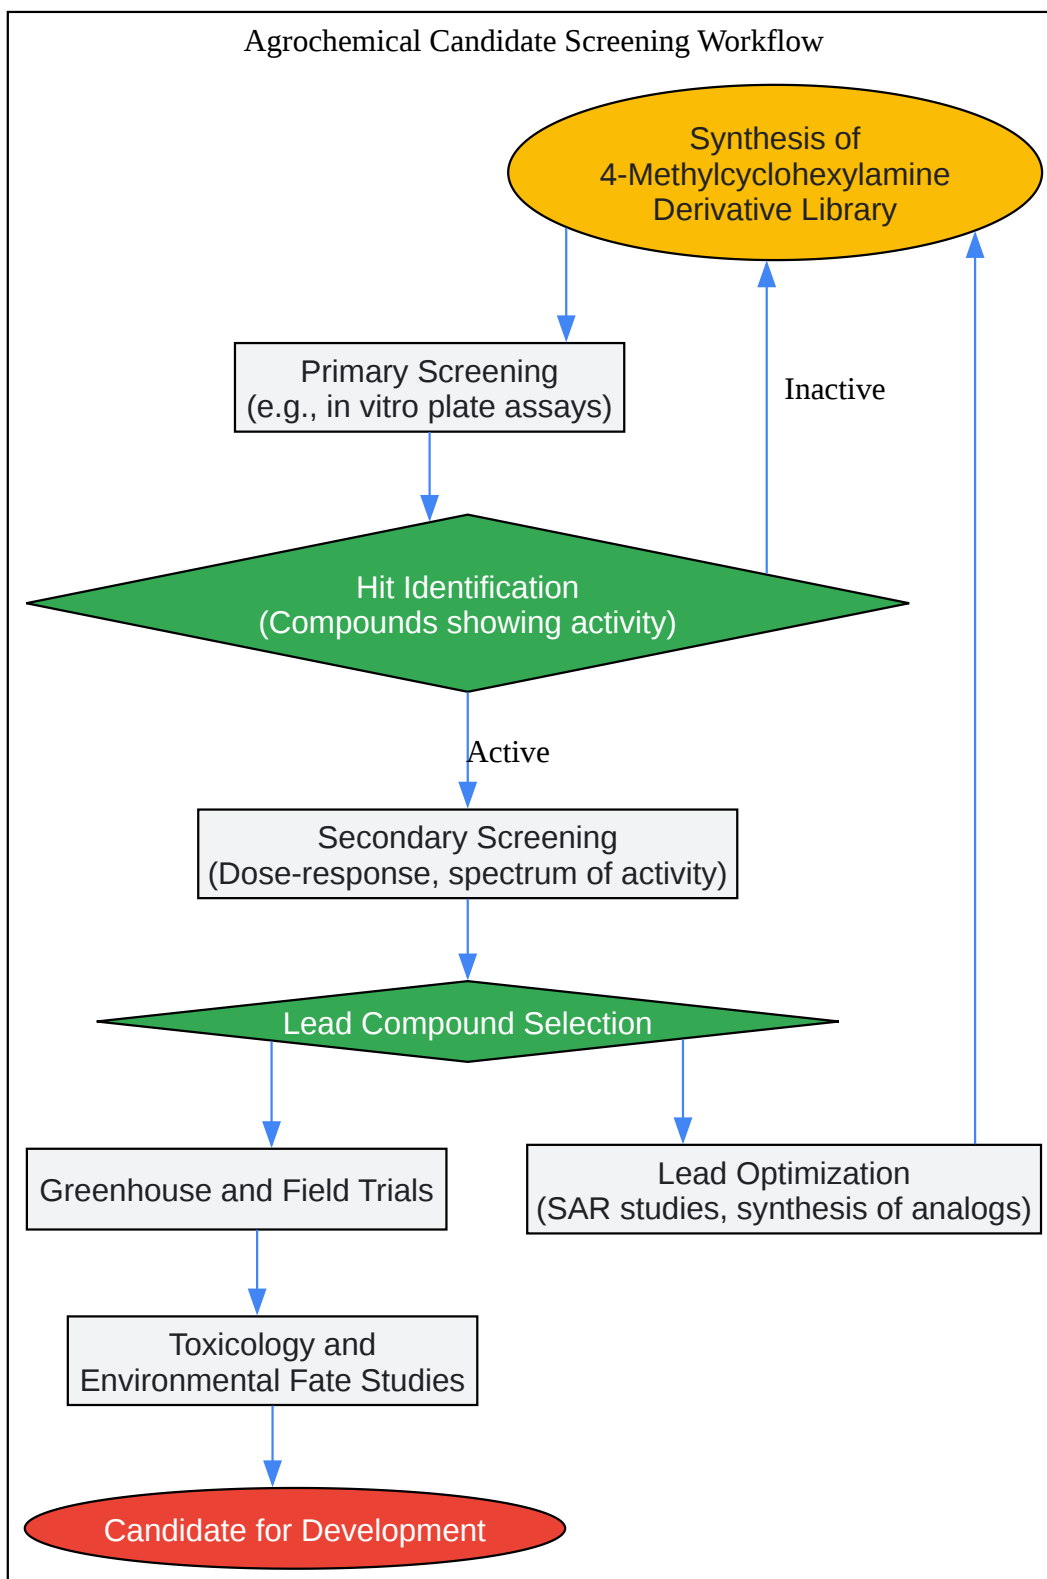 Agrochemical Candidate Screening Workflow
Synthesis of
4-Methylcyclohexylamine
Derivative Library
Primary Screening
(e.g., in vitro plate assays)
Inactive
Hit Identification
(Compounds showing activity)
Active
Secondary Screening
(Dose-response, spectrum of activity)
Lead Compound Selection
Greenhouse and Field Trials
Lead Optimization
(SAR studies, synthesis of analogs)
Toxicology and
Environmental Fate Studies
Candidate for Development